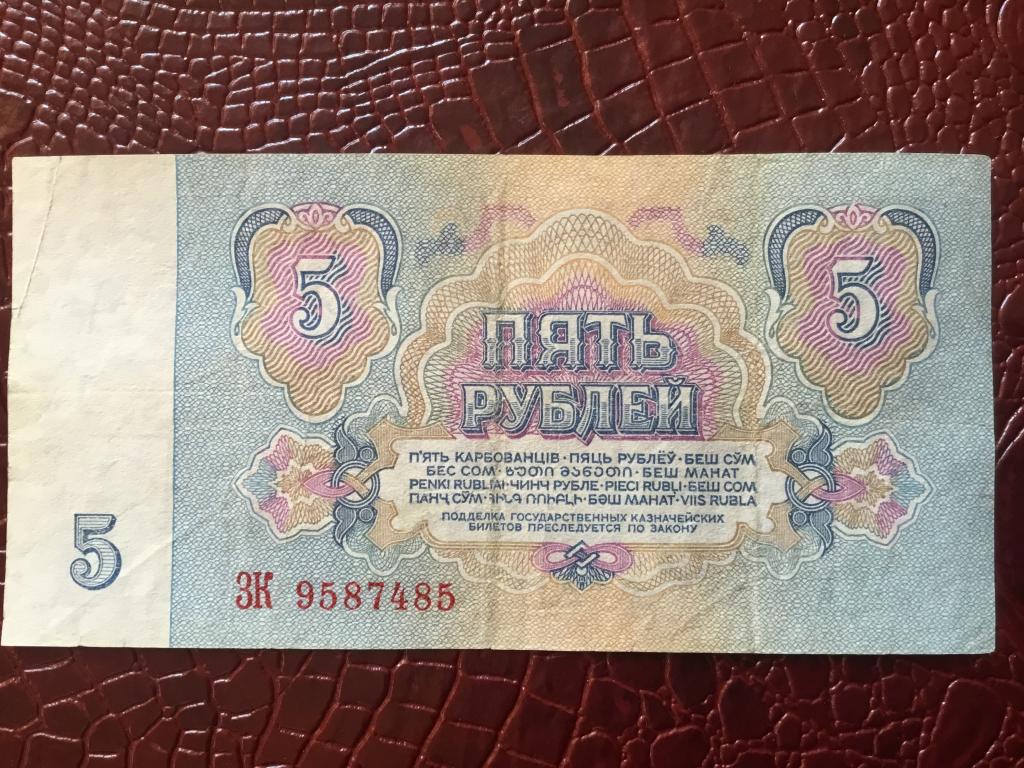 5 5
ПЯТЬ
РУБЛЕЙ
П'ЯТЬ КАРБОВАНЦІВ · ПЯЦЬ РУБЛЁЎ · БЕШ СЎМ
БЕС СОМ · ხუთი მანეთი · БЕШ МАНАТ
PENKI RUBLIAI · ЧИНЧ РУБЛЕ · PIECI RUBĻI · БЕШ СОМ
ПАНҶ СӮМ · ՀԻՆԳ ՌՈՒԲԼԻ · БӘШ МАНАТ · VIIS RUBLA
ПОДДЕЛКА ГОСУДАРСТВЕННЫХ КАЗНАЧЕЙСКИХ
БИЛЕТОВ ПРЕСЛЕДУЕТСЯ ПО ЗАКОНУ
5
ЗК 9587485